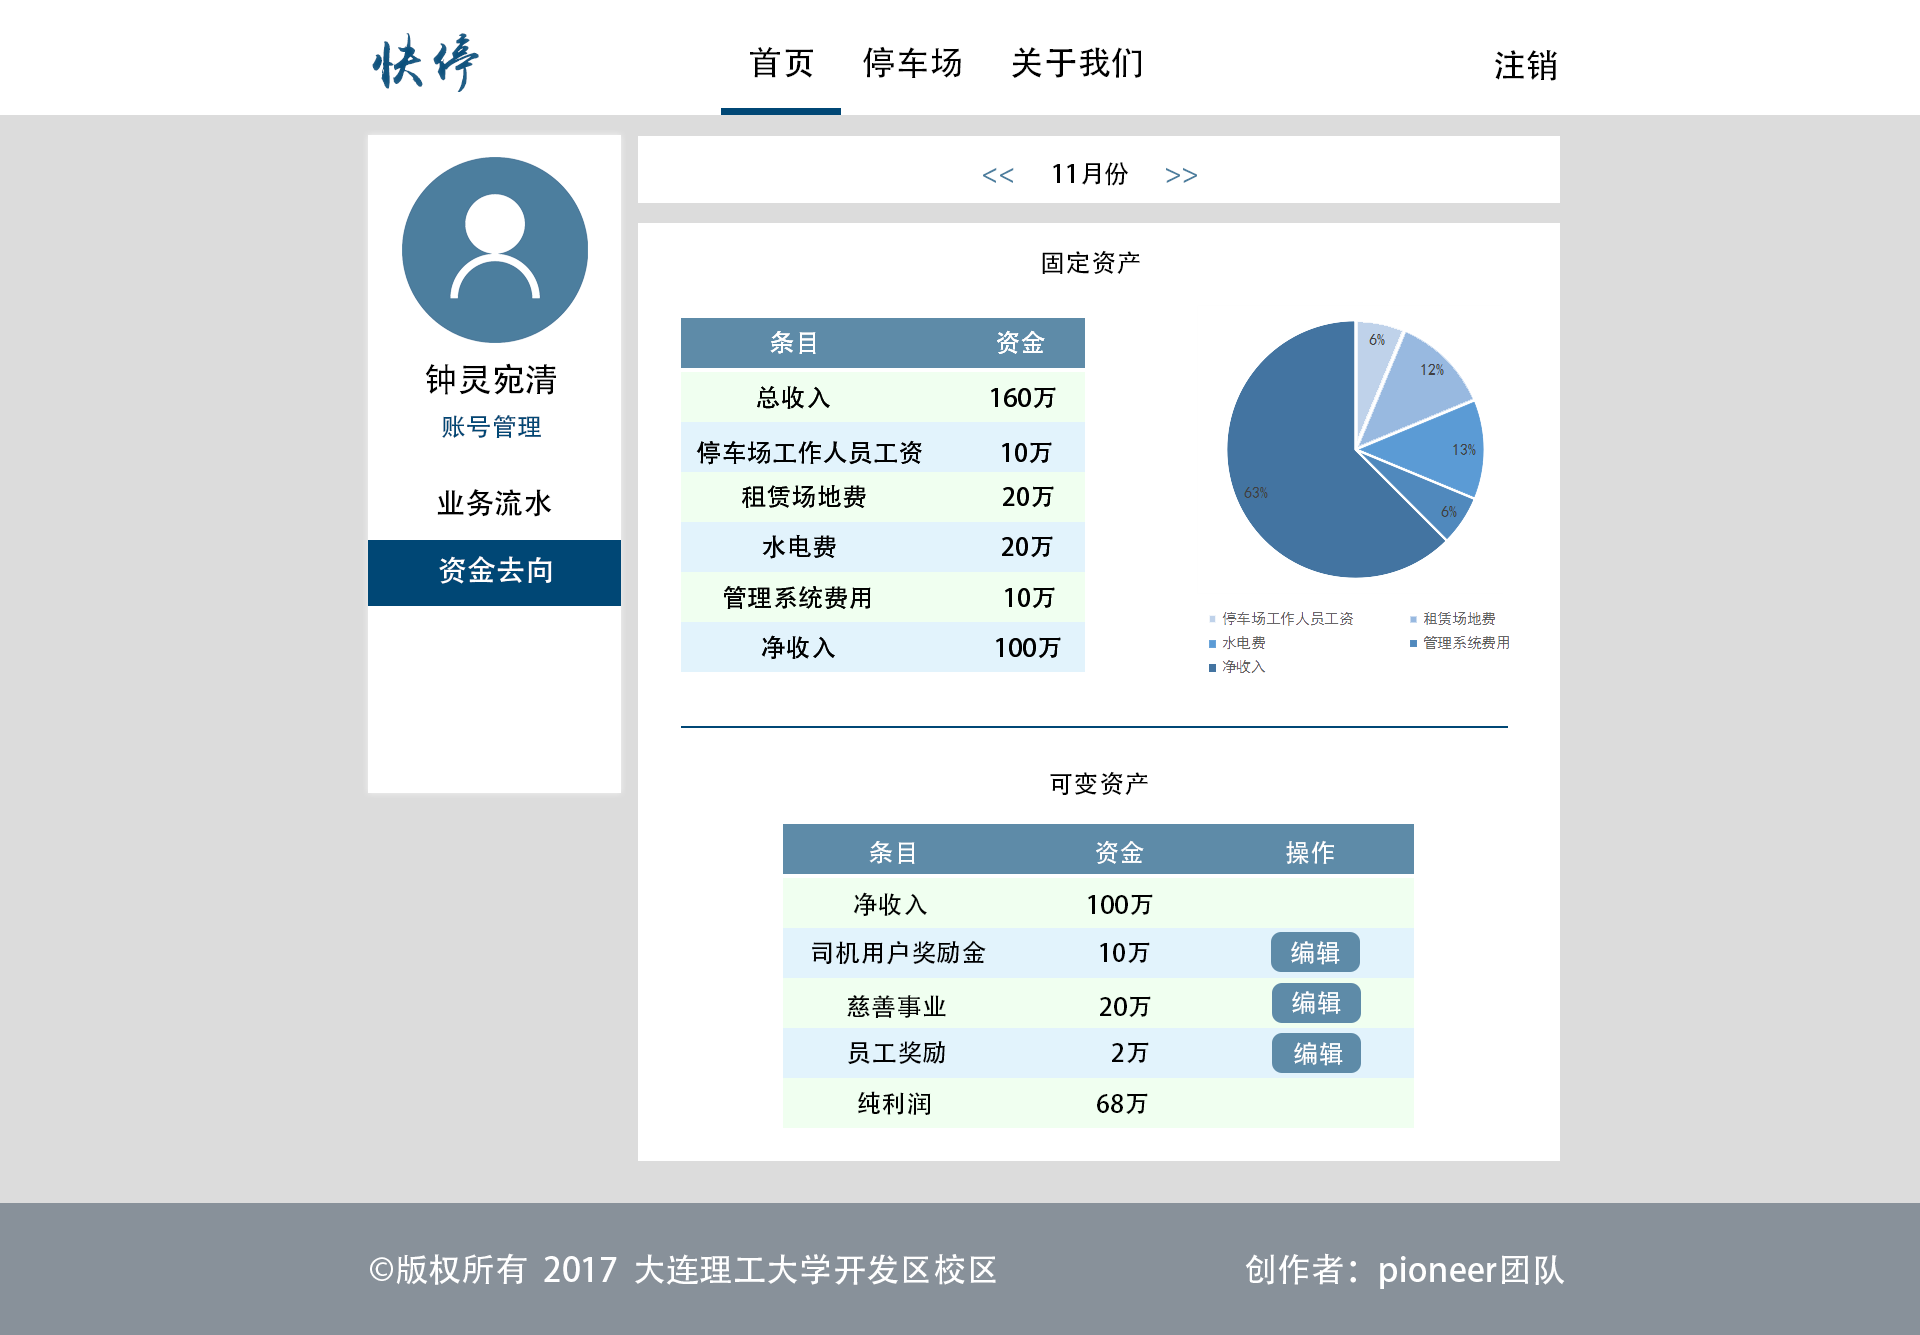 快停
首页 停车场 关于我们 注销
<< 11月份 >>
钟灵宛清
账号管理
业务流水
资金去向
固定资产
条目 资金
总收入 160万
停车场工作人员工资 10万
租赁场地费 20万
水电费 20万
管理系统费用 10万
净收入 100万
6%
12%
13%
6%
63%
停车场工作人员工资 租赁场地费
水电费 管理系统费用
净收入
可变资产
条目 资金 操作
净收入 100万
司机用户奖励金 10万 编辑
慈善事业 20万 编辑
员工奖励 2万 编辑
纯利润 68万
©版权所有 2017 大连理工大学开发区校区 创作者：pioneer团队